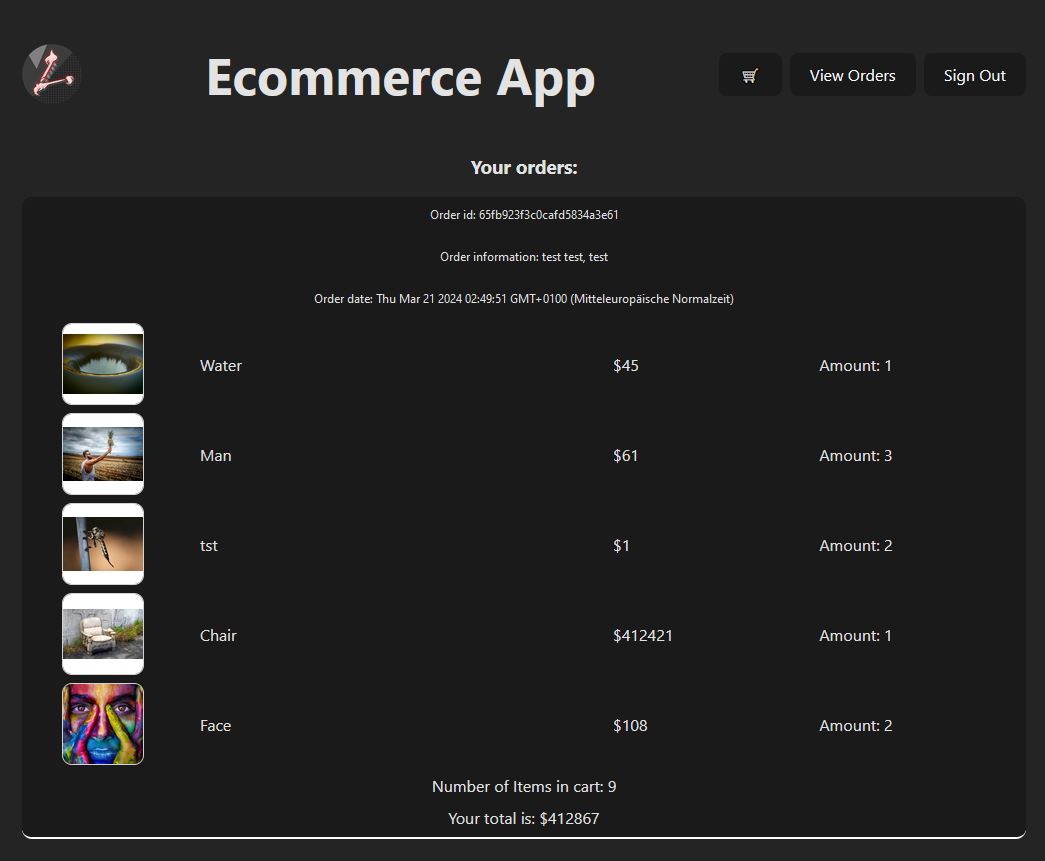 Ecommerce App
View Orders
Sign Out
Your orders:
Order id: 65fb923f3c0cafd5834a3e61
Order information: test test, test
Order date: Thu Mar 21 2024 02:49:51 GMT+0100 (Mitteleuropäische Normalzeit)
Water $45 Amount: 1
Man $61 Amount: 3
tst $1 Amount: 2
Chair $412421 Amount: 1
Face $108 Amount: 2
Number of Items in cart: 9
Your total is: $412867